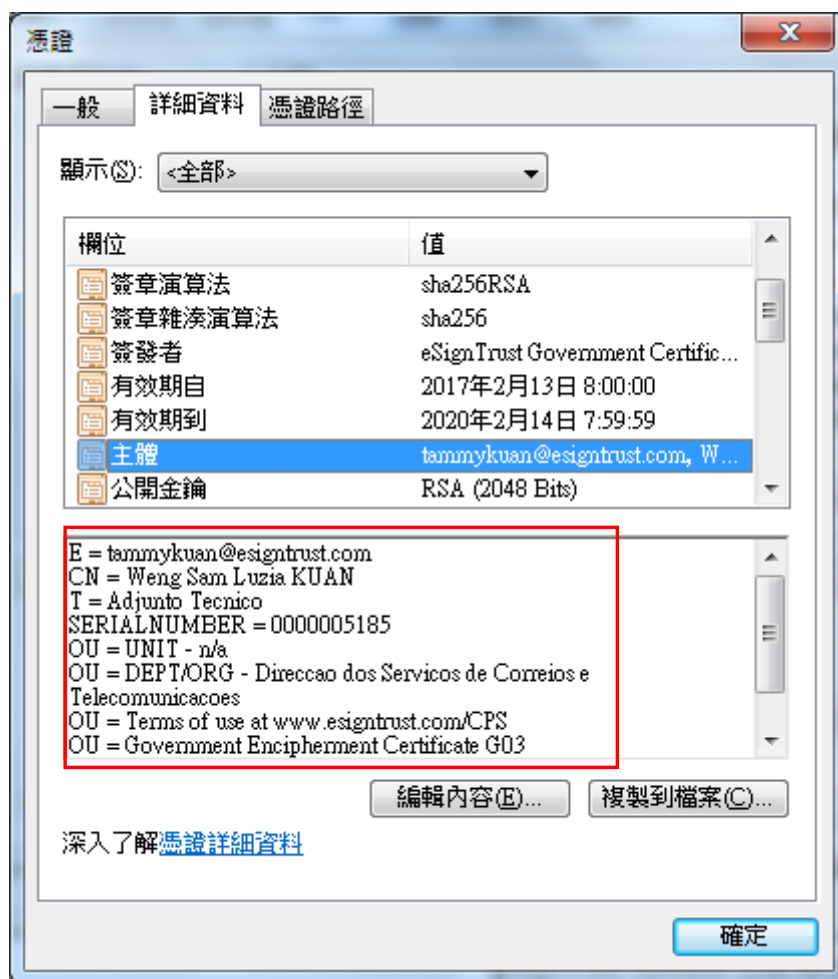 憑證
一般 詳細資料 憑證路徑
顯示(S): <全部>
欄位 值
簽章演算法 sha256RSA
簽章雜湊演算法 sha256
簽發者 eSignTrust Government Certific...
有效期自 2017年2月13日 8:00:00
有效期到 2020年2月14日 7:59:59
主體 tammykuan@esigntrust.com, W...
公開金鑰 RSA (2048 Bits)
E = tammykuan@esigntrust.com
CN = Weng Sam Luzia KUAN
T = Adjunto Tecnico
SERIALNUMBER = 0000005185
OU = UNIT - n/a
OU = DEPT/ORG - Direccao dos Servicos de Correios e
Telecomunicacoes
OU = Terms of use at www.esigntrust.com/CPS
OU = Government Encipherment Certificate G03
編輯內容(E)... 複製到檔案(C)...
深入了解憑證詳細資料
確定